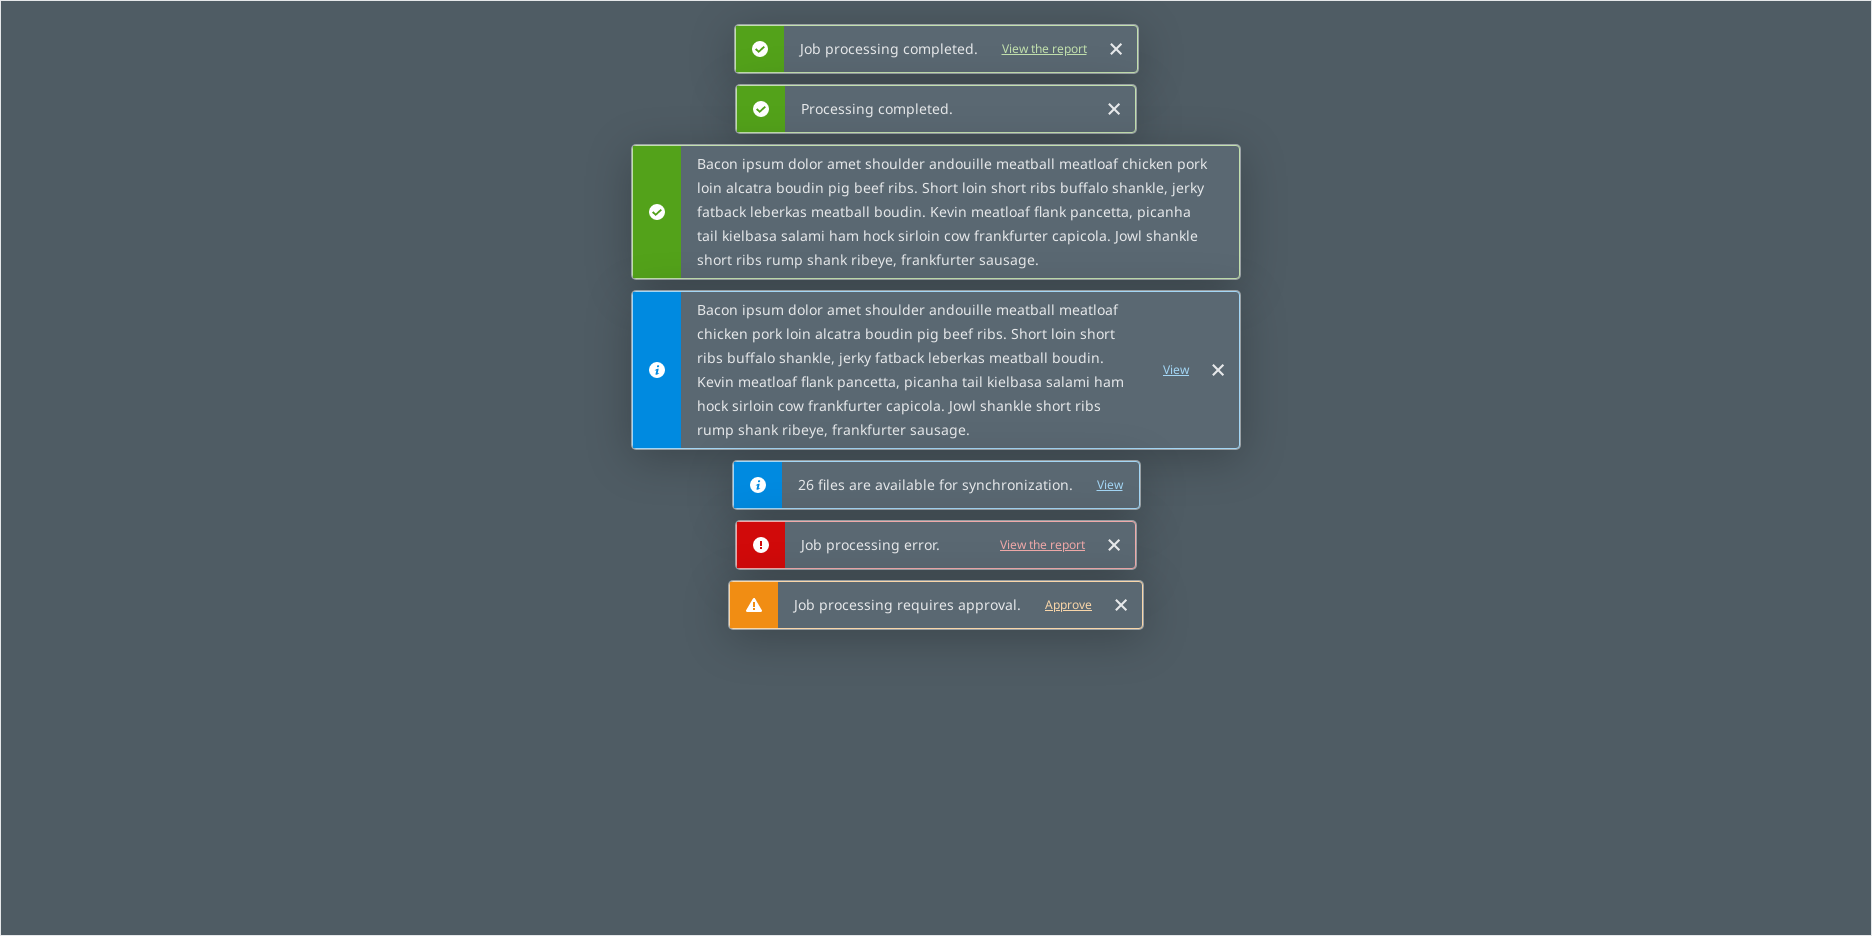 Job processing completed. View the report
Processing completed.
Bacon ipsum dolor amet shoulder andouille meatball meatloaf chicken pork
loin alcatra boudin pig beef ribs. Short loin short ribs buffalo shankle, jerky
fatback leberkas meatball boudin. Kevin meatloaf flank pancetta, picanha
tail kielbasa salami ham hock sirloin cow frankfurter capicola. Jowl shankle
short ribs rump shank ribeye, frankfurter sausage.
Bacon ipsum dolor amet shoulder andouille meatball meatloaf
chicken pork loin alcatra boudin pig beef ribs. Short loin short
ribs buffalo shankle, jerky fatback leberkas meatball boudin.
Kevin meatloaf flank pancetta, picanha tail kielbasa salami ham
hock sirloin cow frankfurter capicola. Jowl shankle short ribs
rump shank ribeye, frankfurter sausage.
View
26 files are available for synchronization. View
Job processing error. View the report
Job processing requires approval. Approve